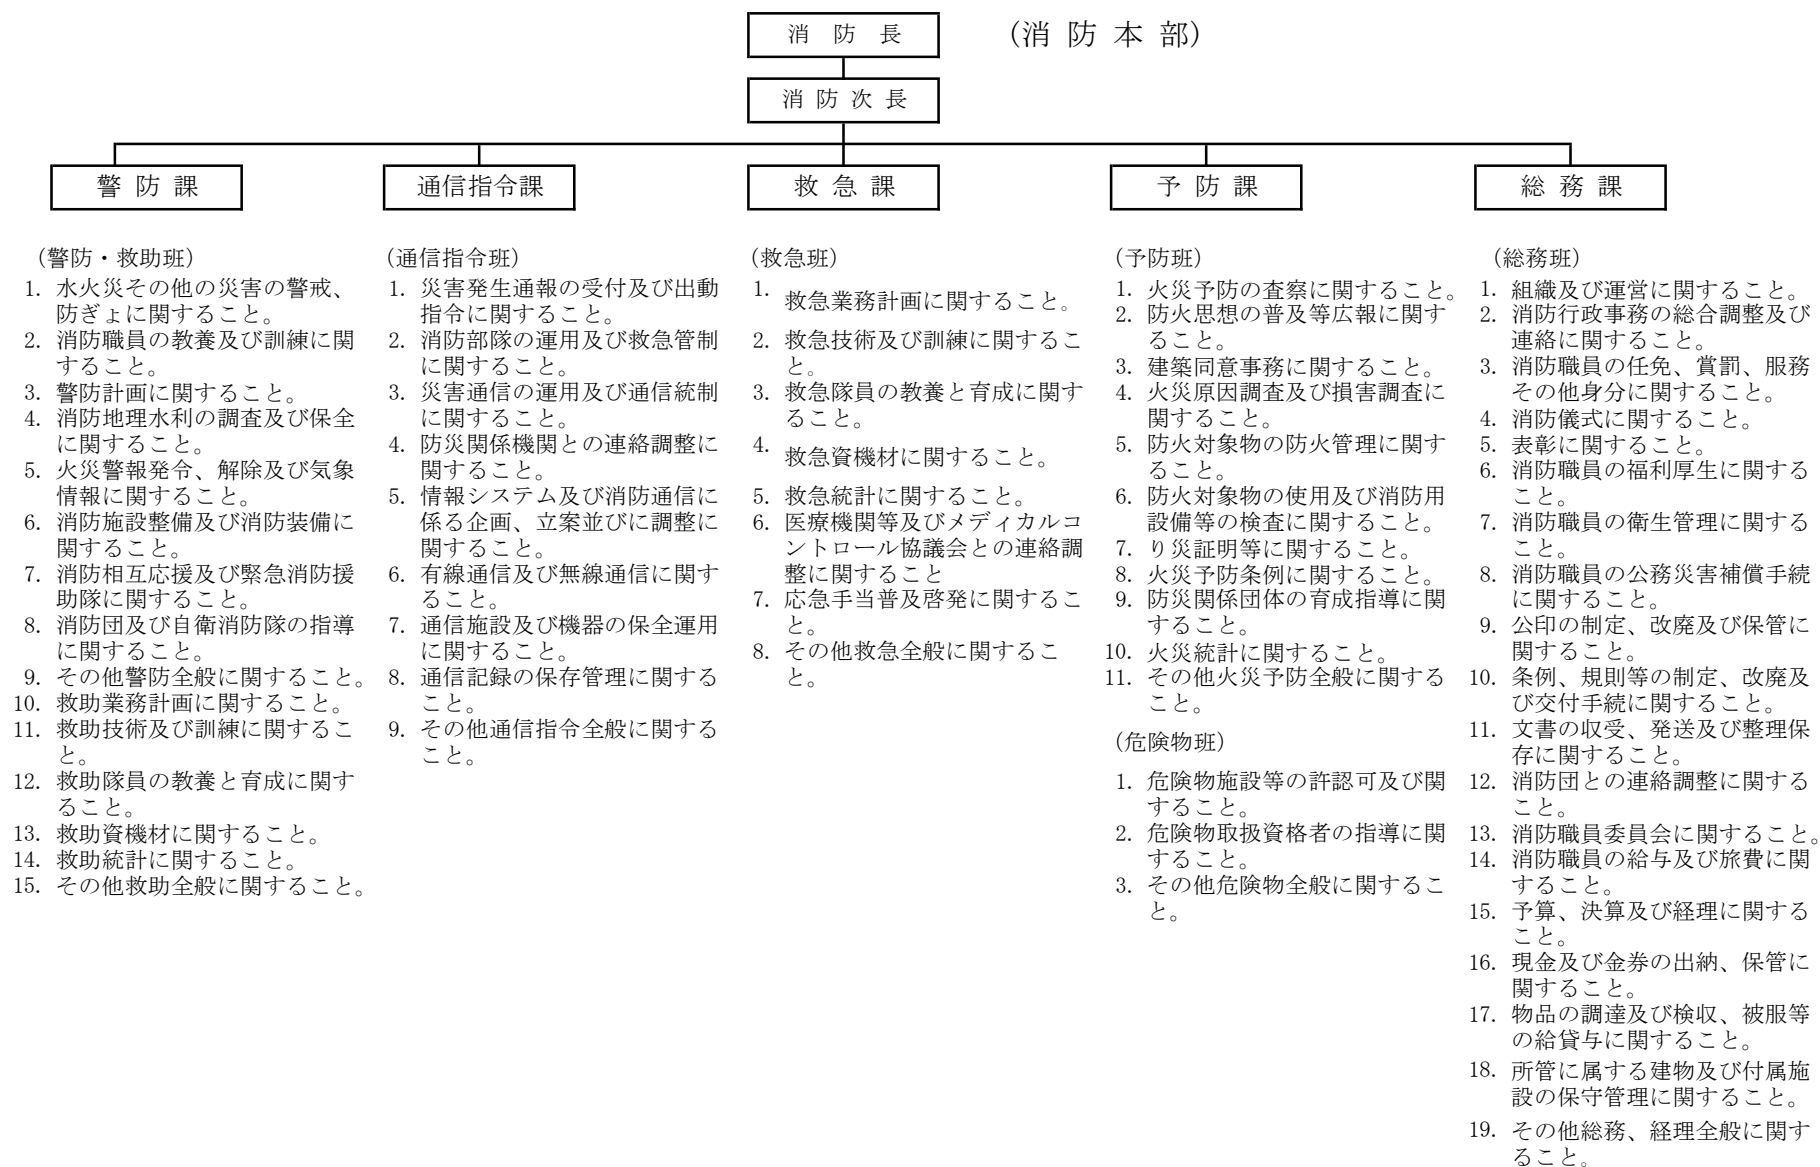 消 防 長
(消 防 本 部)
消 防 次 長
警 防 課
通信指令課
救 急 課
予 防 課
総 務 課
(警防・救助班)
1. 水火災その他の災害の警戒、
防ぎょに関すること。
2. 消防職員の教養及び訓練に関
すること。
3. 警防計画に関すること。
4. 消防地理水利の調査及び保全
に関すること。
5. 火災警報発令、解除及び気象
情報に関すること。
6. 消防施設整備及び消防装備に
関すること。
7. 消防相互応援及び緊急消防援
助隊に関すること。
8. 消防団及び自衛消防隊の指導
に関すること。
9. その他警防全般に関すること。
10. 救助業務計画に関すること。
11. 救助技術及び訓練に関するこ
と。
12. 救助隊員の教養と育成に関す
ること。
13. 救助資機材に関すること。
14. 救助統計に関すること。
15. その他救助全般に関すること。
(通信指令班)
1. 災害発生通報の受付及び出動
指令に関すること。
2. 消防部隊の運用及び救急管制
に関すること。
3. 災害通信の運用及び通信統制
に関すること。
4. 防災関係機関との連絡調整に
関すること。
5. 情報システム及び消防通信に
係る企画、立案並びに調整に
関すること。
6. 有線通信及び無線通信に関す
ること。
7. 通信施設及び機器の保全運用
に関すること。
8. 通信記録の保存管理に関する
こと。
9. その他通信指令全般に関する
こと。
(救急班)
1. 救急業務計画に関すること。
2. 救急技術及び訓練に関するこ
と。
3. 救急隊員の教養と育成に関す
ること。
4. 救急資機材に関すること。
5. 救急統計に関すること。
6. 医療機関等及びメディカルコ
ントロール協議会との連絡調
整に関すること
7. 応急手当普及啓発に関するこ
と。
8. その他救急全般に関するこ
と。
(予防班)
1. 火災予防の査察に関すること。
2. 防火思想の普及等広報に関す
ること。
3. 建築同意事務に関すること。
4. 火災原因調査及び損害調査に
関すること。
5. 防火対象物の防火管理に関す
ること。
6. 防火対象物の使用及び消防用
設備等の検査に関すること。
7. り災証明等に関すること。
8. 火災予防条例に関すること。
9. 防災関係団体の育成指導に関
すること。
10. 火災統計に関すること。
11. その他火災予防全般に関する
こと。
(危険物班)
1. 危険物施設等の許認可及び関
すること。
2. 危険物取扱資格者の指導に関
すること。
3. その他危険物全般に関するこ
と。
(総務班)
1. 組織及び運営に関すること。
2. 消防行政事務の総合調整及び
連絡に関すること。
3. 消防職員の任免、賞罰、服務
その他身分に関すること。
4. 消防儀式に関すること。
5. 表彰に関すること。
6. 消防職員の福利厚生に関する
こと。
7. 消防職員の衛生管理に関する
こと。
8. 消防職員の公務災害補償手続
に関すること。
9. 公印の制定、改廃及び保管に
関すること。
10. 条例、規則等の制定、改廃及
び交付手続に関すること。
11. 文書の収受、発送及び整理保
存に関すること。
12. 消防団との連絡調整に関する
こと。
13. 消防職員委員会に関すること。
14. 消防職員の給与及び旅費に関
すること。
15. 予算、決算及び経理に関する
こと。
16. 現金及び金券の出納、保管に
関すること。
17. 物品の調達及び検収、被服等
の給貸与に関すること。
18. 所管に属する建物及び付属施
設の保守管理に関すること。
19. その他総務、経理全般に関す
ること。